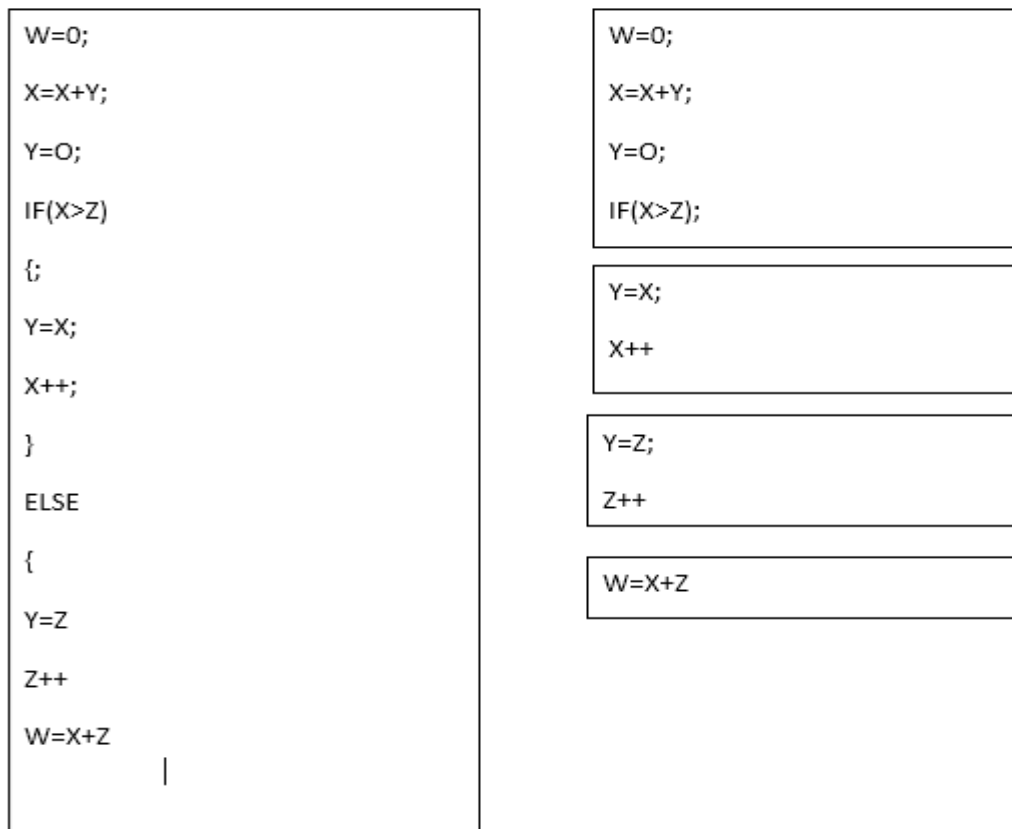 W=0;
X=X+Y;
Y=O;
IF(X>Z)
{;
Y=X;
X++;
}
ELSE
{
Y=Z
Z++
W=X+Z
W=0;
X=X+Y;
Y=O;
IF(X>Z);
Y=X;
X++
Y=Z;
Z++
W=X+Z